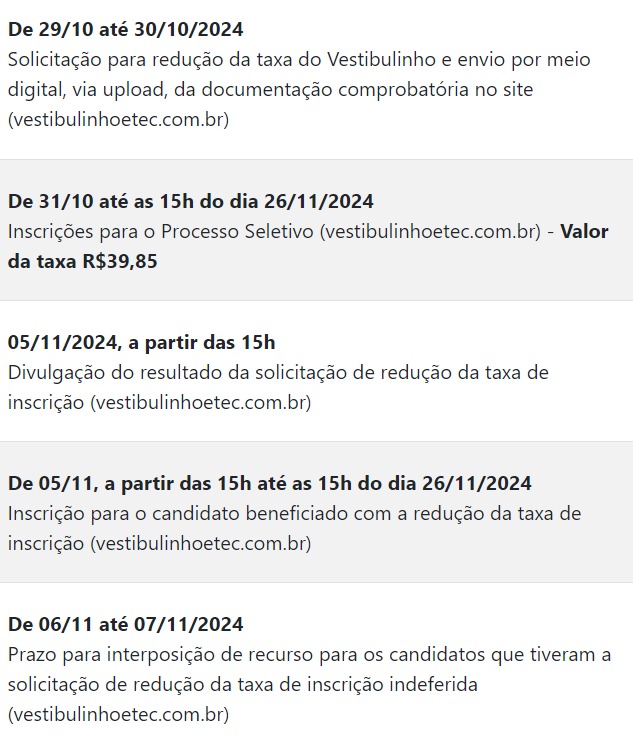 De 29/10 até 30/10/2024
Solicitação para redução da taxa do Vestibulinho e envio por meio
digital, via upload, da documentação comprobatória no site
(vestibulinhoetec.com.br)
De 31/10 até as 15h do dia 26/11/2024
Inscrições para o Processo Seletivo (vestibulinhoetec.com.br) - Valor
da taxa R$39,85
05/11/2024, a partir das 15h
Divulgação do resultado da solicitação de redução da taxa de
inscrição (vestibulinhoetec.com.br)
De 05/11, a partir das 15h até as 15h do dia 26/11/2024
Inscrição para o candidato beneficiado com a redução da taxa de
inscrição (vestibulinhoetec.com.br)
De 06/11 até 07/11/2024
Prazo para interposição de recurso para os candidatos que tiveram a
solicitação de redução da taxa de inscrição indeferida
(vestibulinhoetec.com.br)